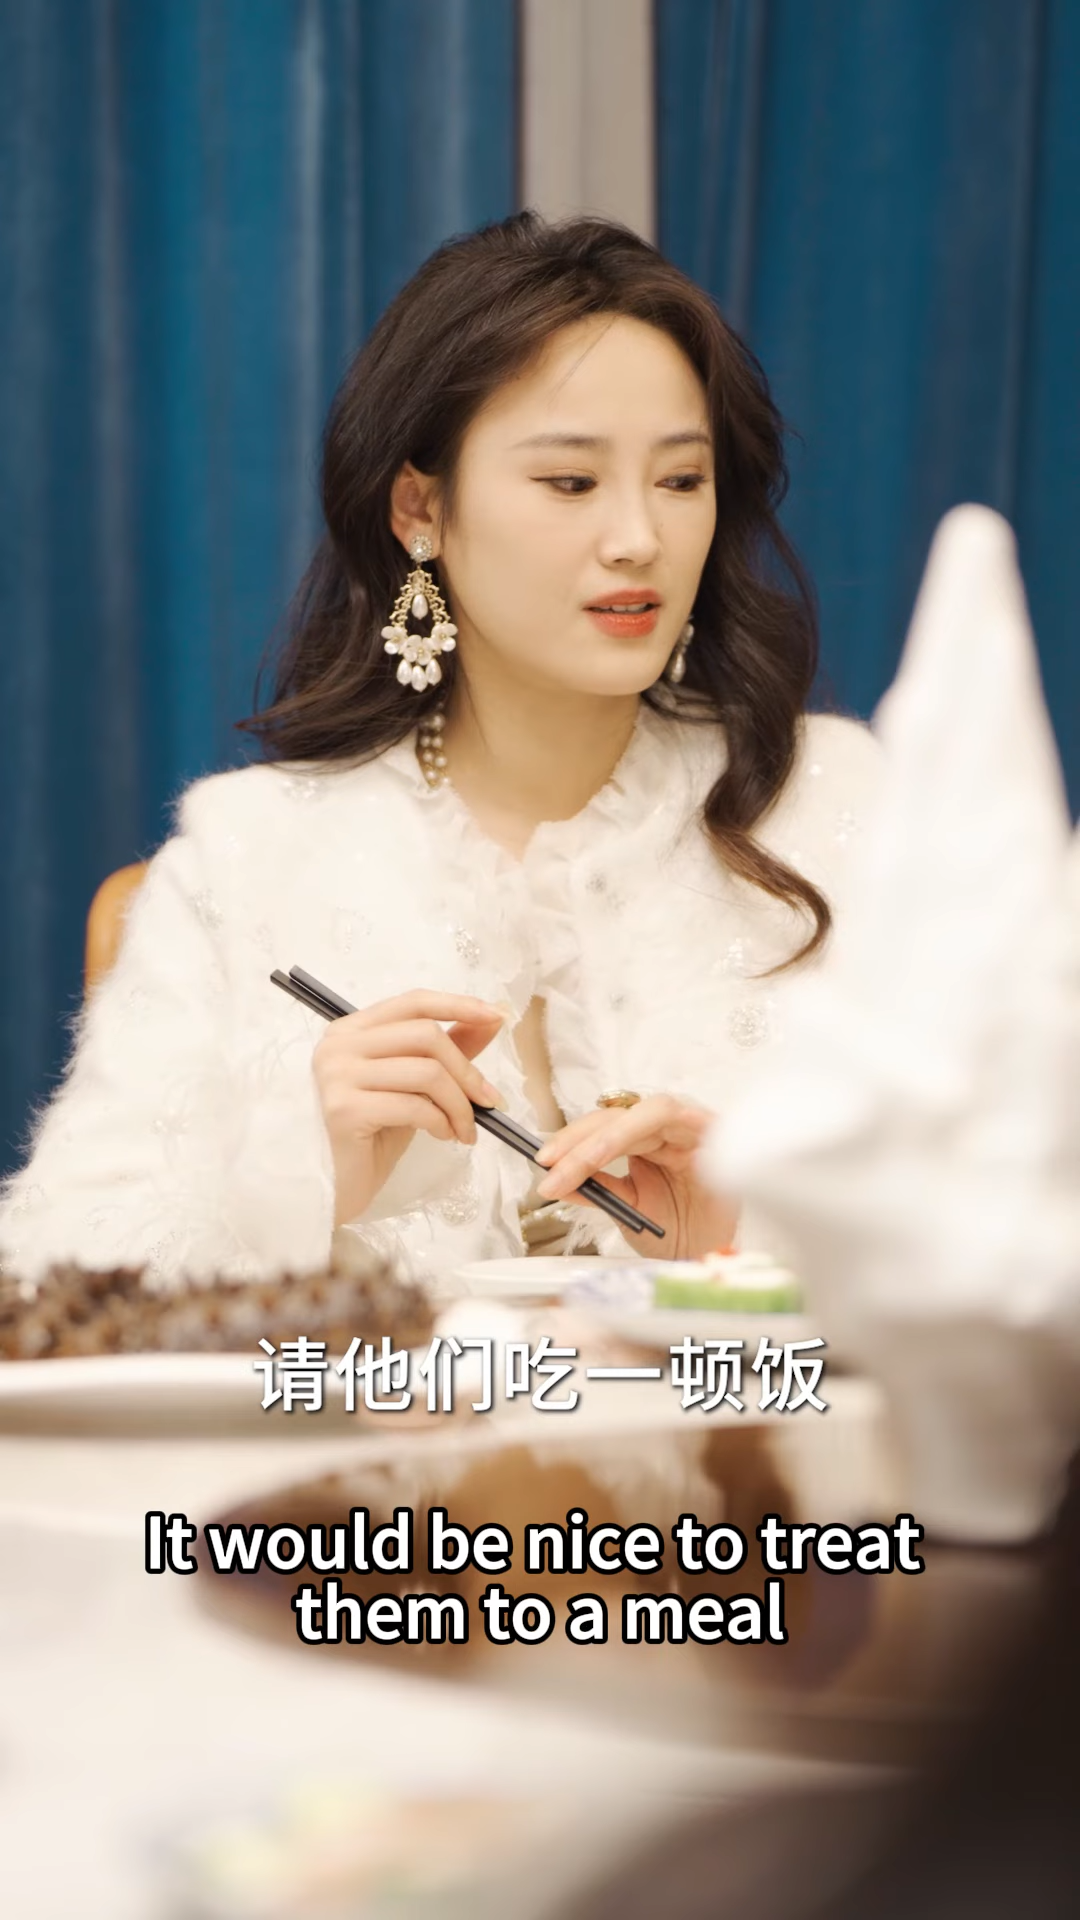 请他们吃一顿饭
It would be nice to treat
them to a meal